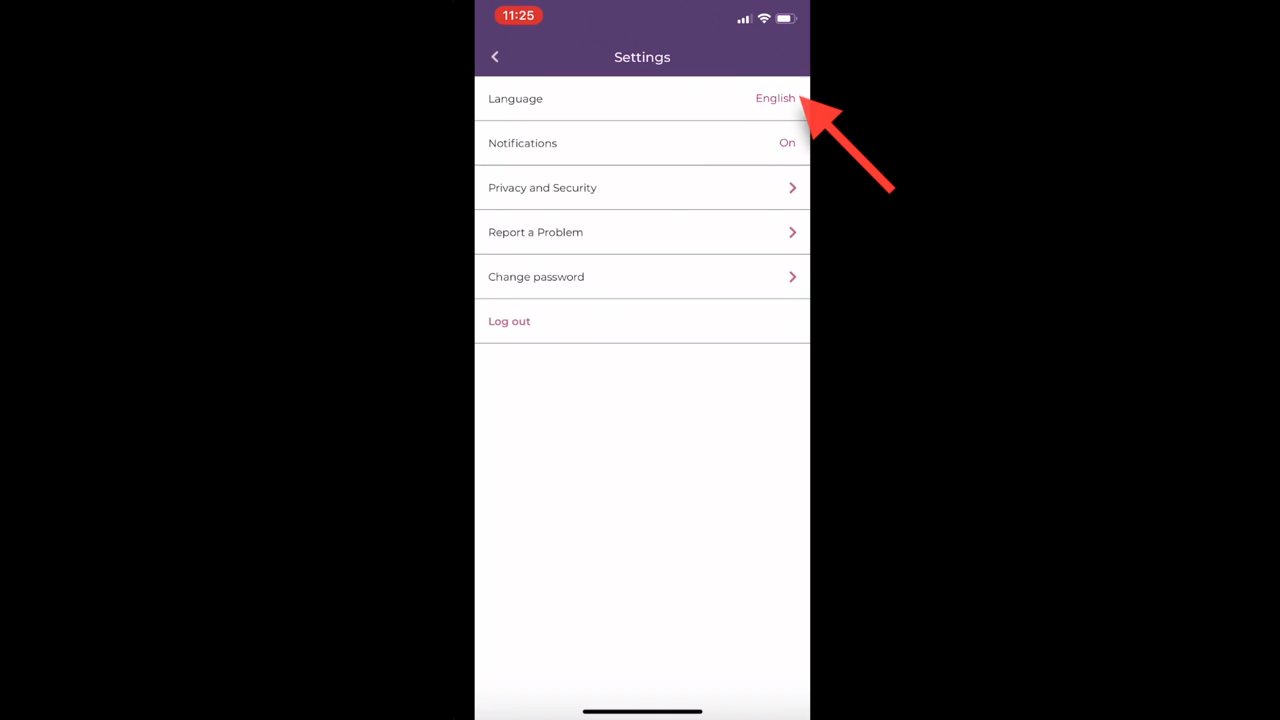 11:25
Settings
Language English
Notifications On
Privacy and Security
Report a Problem
Change password
Log out